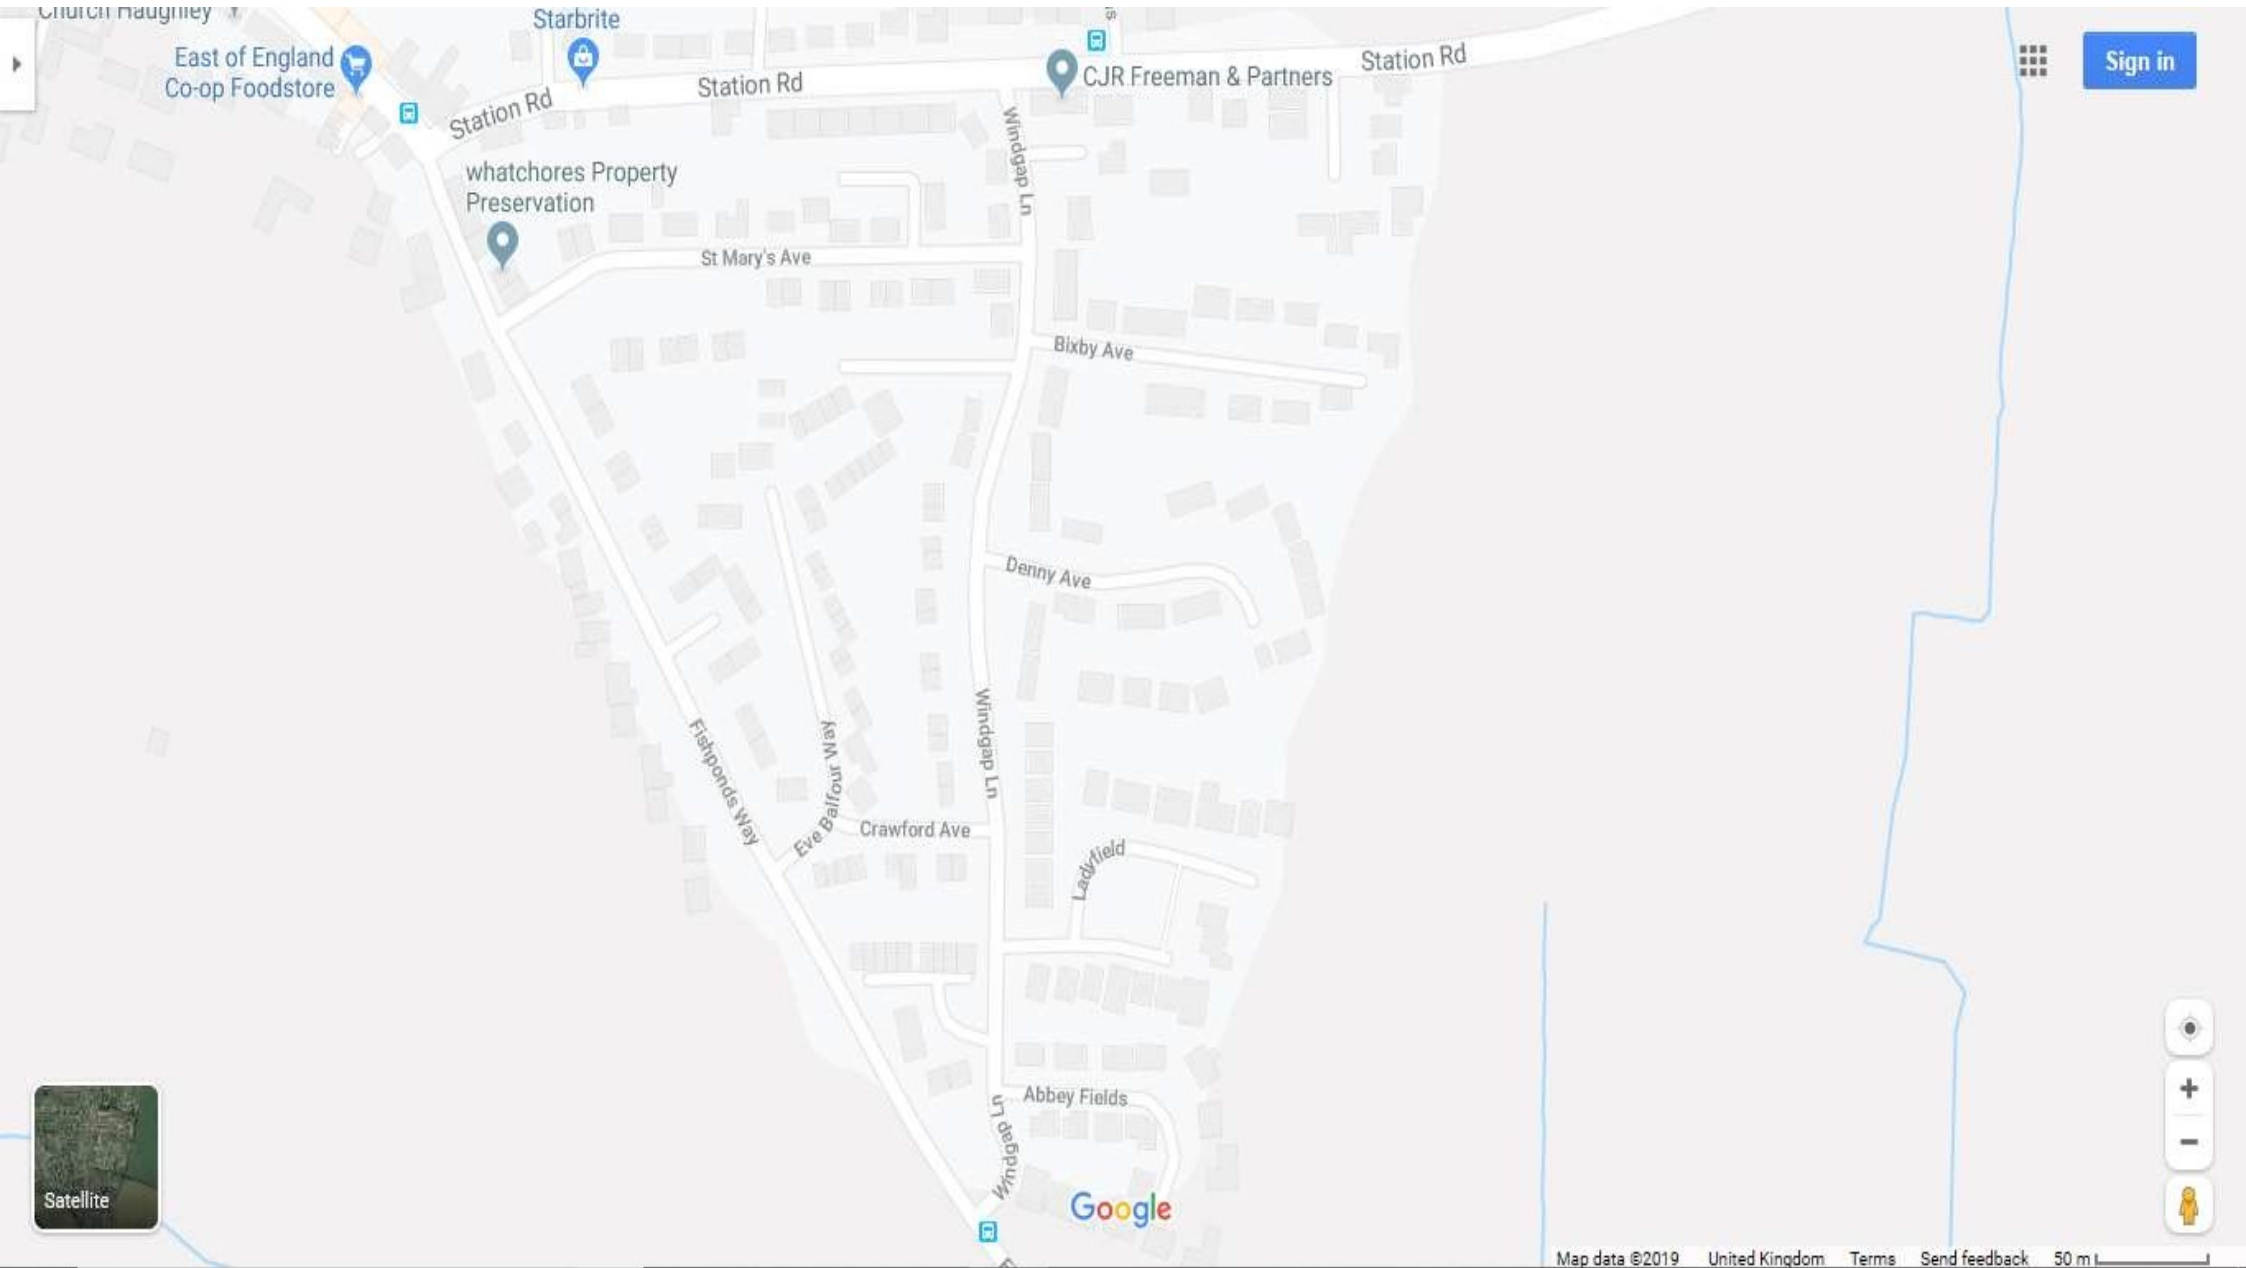 Church Haughley
East of England
Co-op Foodstore
Starbrite
Station Rd
Station Rd
Station Rd
CJR Freeman & Partners
Sign in
whatchores Property
Preservation
Windgap Ln
St Mary's Ave
Bixby Ave
Denny Ave
Windgap Ln
Fishponds Way
Eve Balfour Way
Crawford Ave
Ladyfield
Abbey Fields
Windgap Ln
Satellite
Google
Map data ©2019 United Kingdom Terms Send feedback 50 m